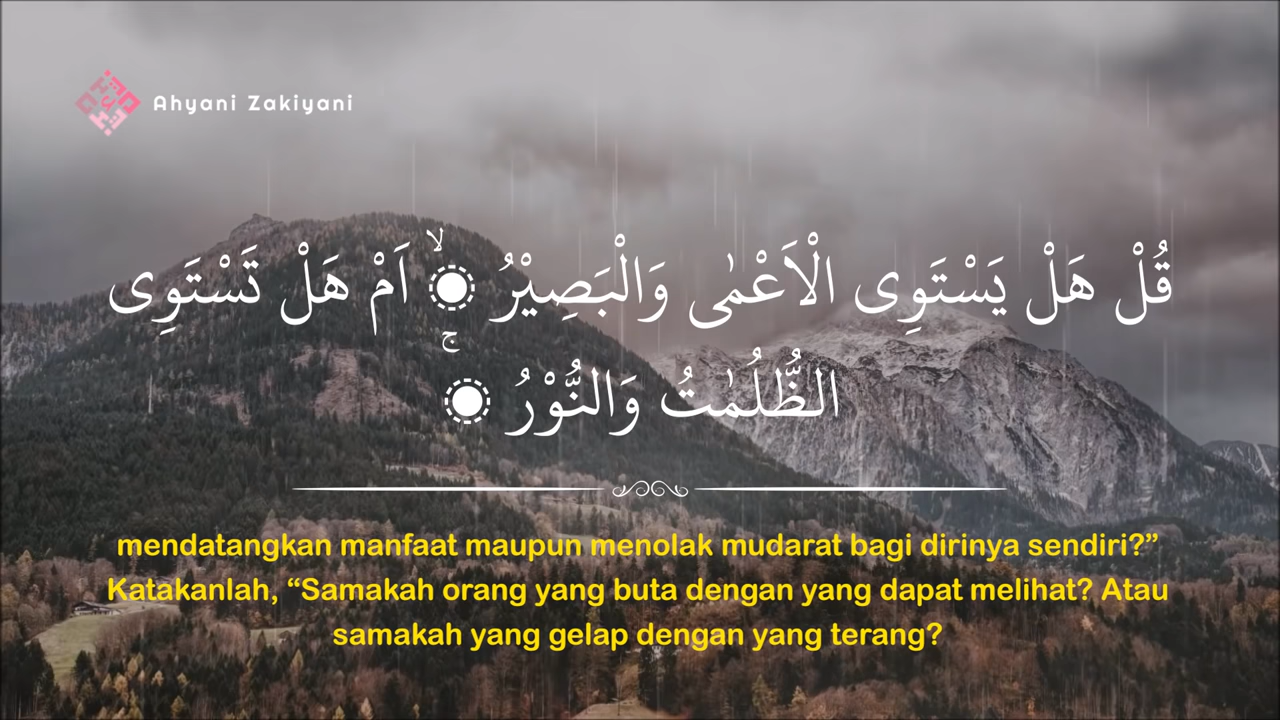 Ahyani Zakiyani
قُلْ هَلْ يَسْتَوِى الْاَعْمٰى وَالْبَصِيْرُ ۙ اَمْ هَلْ تَسْتَوِى
الظُّلُمٰتُ وَالنُّوْرُ ۚ
mendatangkan manfaat maupun menolak mudarat bagi dirinya sendiri?”
Katakanlah, “Samakah orang yang buta dengan yang dapat melihat? Atau
samakah yang gelap dengan yang terang?